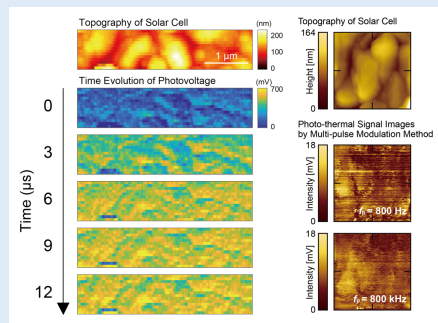 Topography of Solar Cell
(nm)
200
100
1 μm
Time Evolution of Photovoltage
(mV)
700
0
0
3
6
9
12
Time (μs)
Topography of Solar Cell
164
0
Height [nm]
Photo-thermal Signal Images
by Multi-pulse Modulation Method
18
0
Intensity [mV]
fp = 800 Hz
18
0
Intensity [mV]
fp = 800 kHz